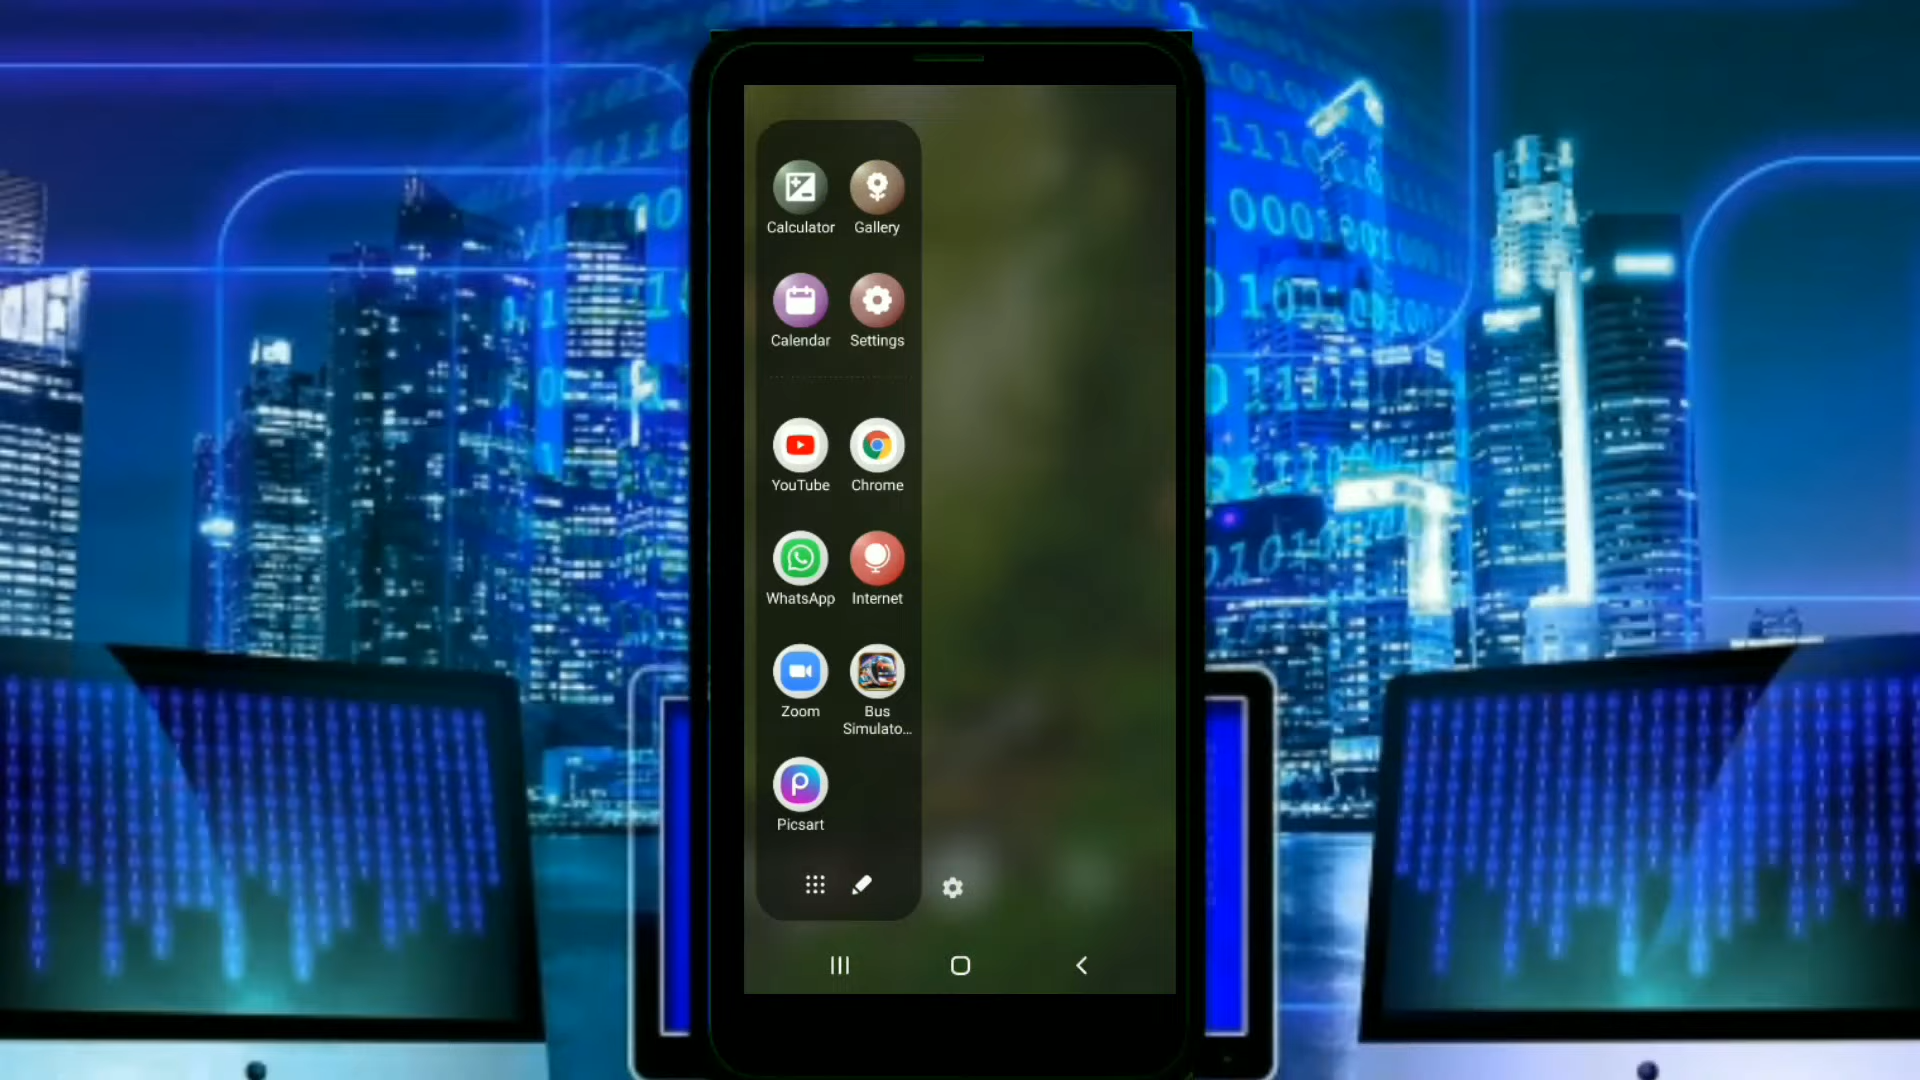 Calculator Gallery
Calendar Settings
YouTube Chrome
WhatsApp Internet
Zoom Bus
Simulato...
Picsart